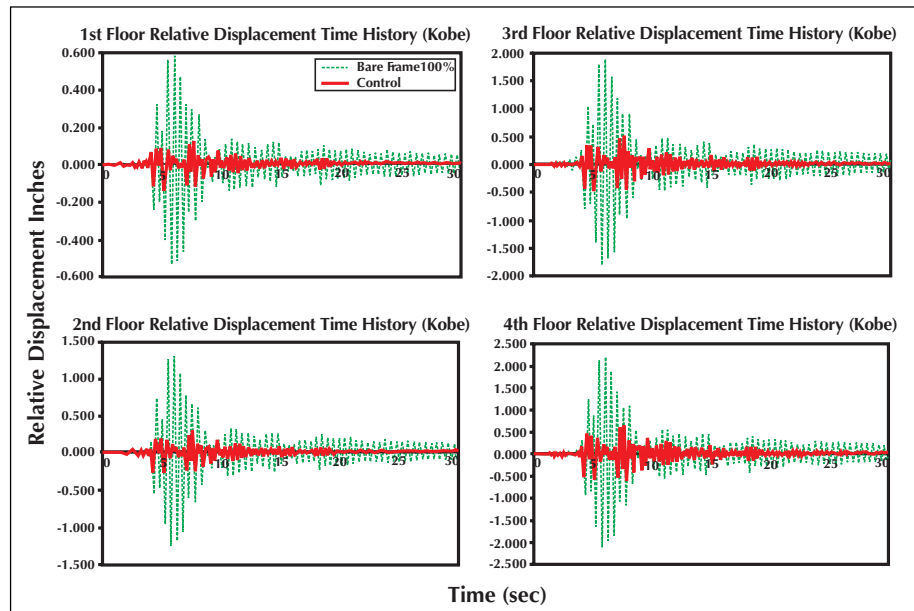 1st Floor Relative Displacement Time History (Kobe)
0.600
0.400
0.200
0.000
-0.200
-0.400
-0.600
0 5 10 15 20 25 30
Bare Frame100%
Control
3rd Floor Relative Displacement Time History (Kobe)
2.000
1.500
1.000
0.500
0.000
-0.500
-1.000
-1.500
-2.000
0 5 10 15 20 25 30
Relative Displacement Inches
2nd Floor Relative Displacement Time History (Kobe)
1.500
1.000
0.500
0.000
-0.500
-1.000
-1.500
0 5 10 15 20 25 30
4th Floor Relative Displacement Time History (Kobe)
2.500
2.000
1.500
1.000
0.500
0.000
-0.500
-1.000
-1.500
-2.000
-2.500
0 5 10 15 20 25 30
Time (sec)